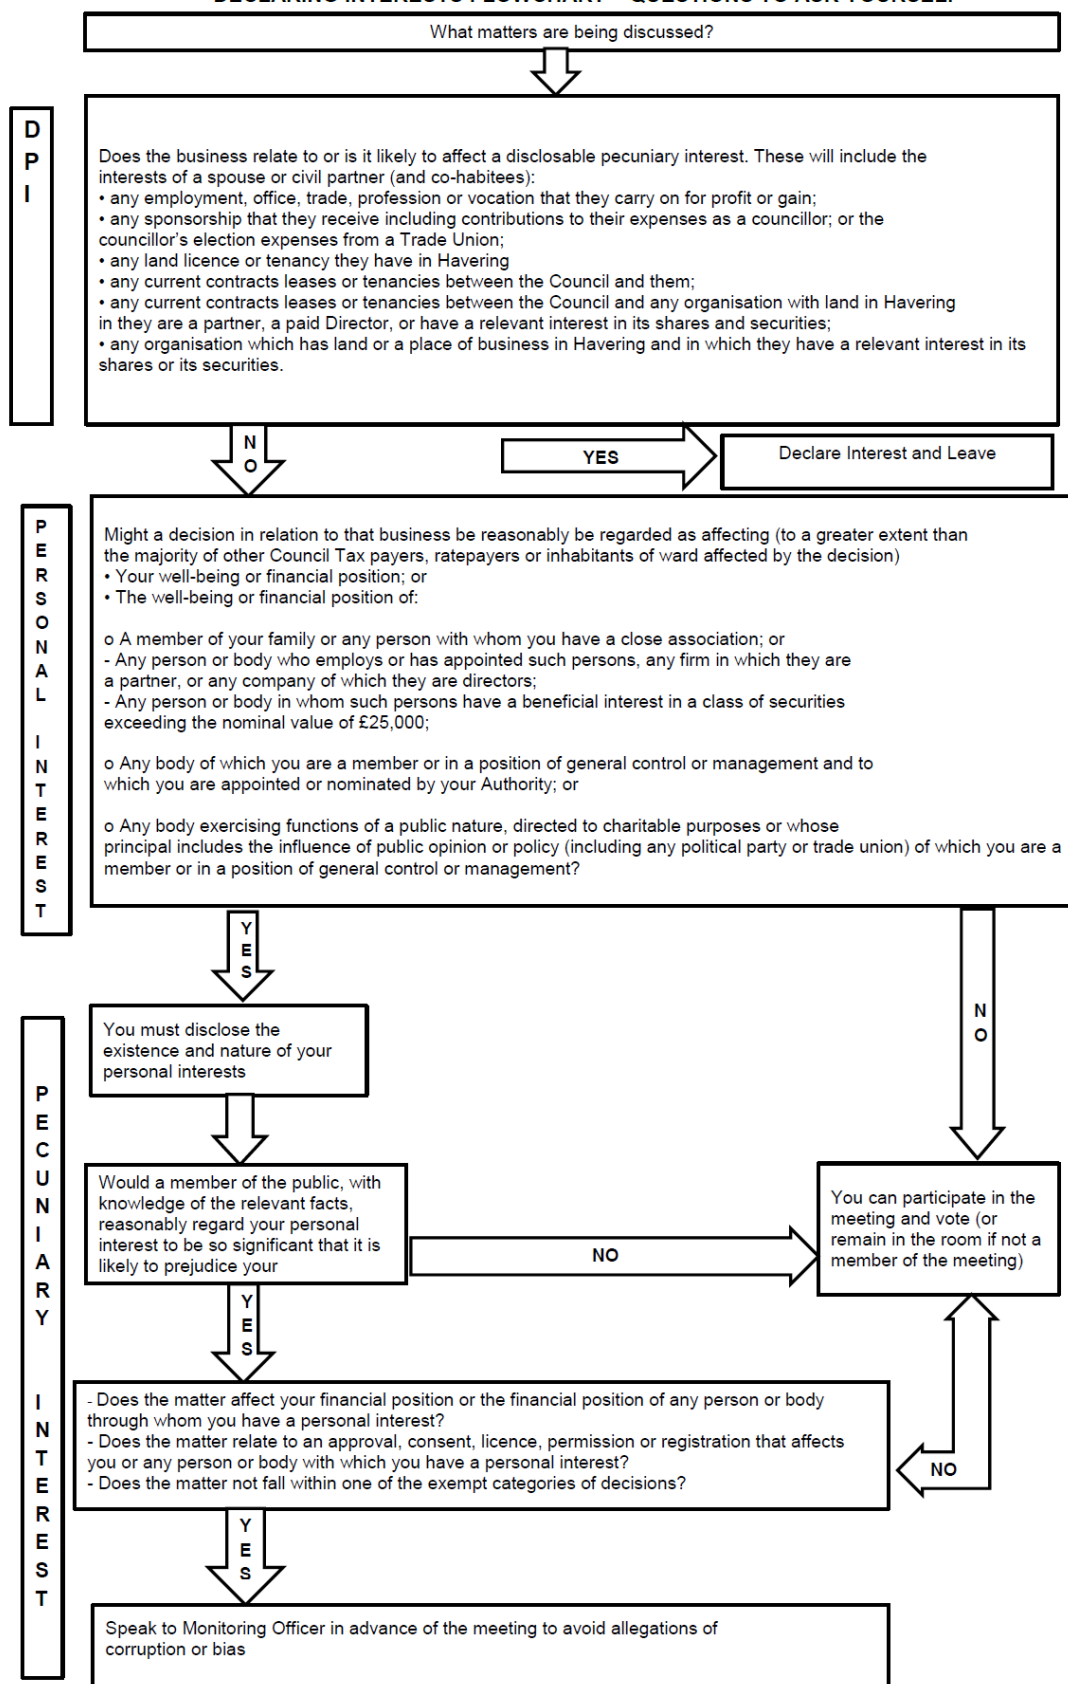 DECLARING INTERESTS FLOWCHART – QUESTIONS TO ASK YOURSELF
What matters are being discussed?
D
P
I
Does the business relate to or is it likely to affect a disclosable pecuniary interest. These will include the
interests of a spouse or civil partner (and co-habitees):
• any employment, office, trade, profession or vocation that they carry on for profit or gain;
• any sponsorship that they receive including contributions to their expenses as a councillor; or the
councillor's election expenses from a Trade Union;
• any land licence or tenancy they have in Havering
• any current contracts leases or tenancies between the Council and them;
• any current contracts leases or tenancies between the Council and any organisation with land in Havering
in they are a partner, a paid Director, or have a relevant interest in its shares and securities;
• any organisation which has land or a place of business in Havering and in which they have a relevant interest in its
shares or its securities.
N
O
YES
Declare Interest and Leave
P
E
R
S
O
N
A
L
I
N
T
E
R
E
S
T
Might a decision in relation to that business be reasonably be regarded as affecting (to a greater extent than
the majority of other Council Tax payers, ratepayers or inhabitants of ward affected by the decision)
• Your well-being or financial position; or
• The well-being or financial position of:
o A member of your family or any person with whom you have a close association; or
- Any person or body who employs or has appointed such persons, any firm in which they are
a partner, or any company of which they are directors;
- Any person or body in whom such persons have a beneficial interest in a class of securities
exceeding the nominal value of £25,000;
o Any body of which you are a member or in a position of general control or management and to
which you are appointed or nominated by your Authority; or
o Any body exercising functions of a public nature, directed to charitable purposes or whose
principal includes the influence of public opinion or policy (including any political party or trade union) of which you are a
member or in a position of general control or management?
Y
E
S
N
O
You must disclose the
existence and nature of your
personal interests
P
E
C
U
N
I
A
R
Y
I
N
T
E
R
E
S
T
Would a member of the public, with
knowledge of the relevant facts,
reasonably regard your personal
interest to be so significant that it is
likely to prejudice your
NO
You can participate in the
meeting and vote (or
remain in the room if not a
member of the meeting)
Y
E
S
- Does the matter affect your financial position or the financial position of any person or body
through whom you have a personal interest?
- Does the matter relate to an approval, consent, licence, permission or registration that affects
you or any person or body with which you have a personal interest?
- Does the matter not fall within one of the exempt categories of decisions?
NO
Y
E
S
Speak to Monitoring Officer in advance of the meeting to avoid allegations of
corruption or bias